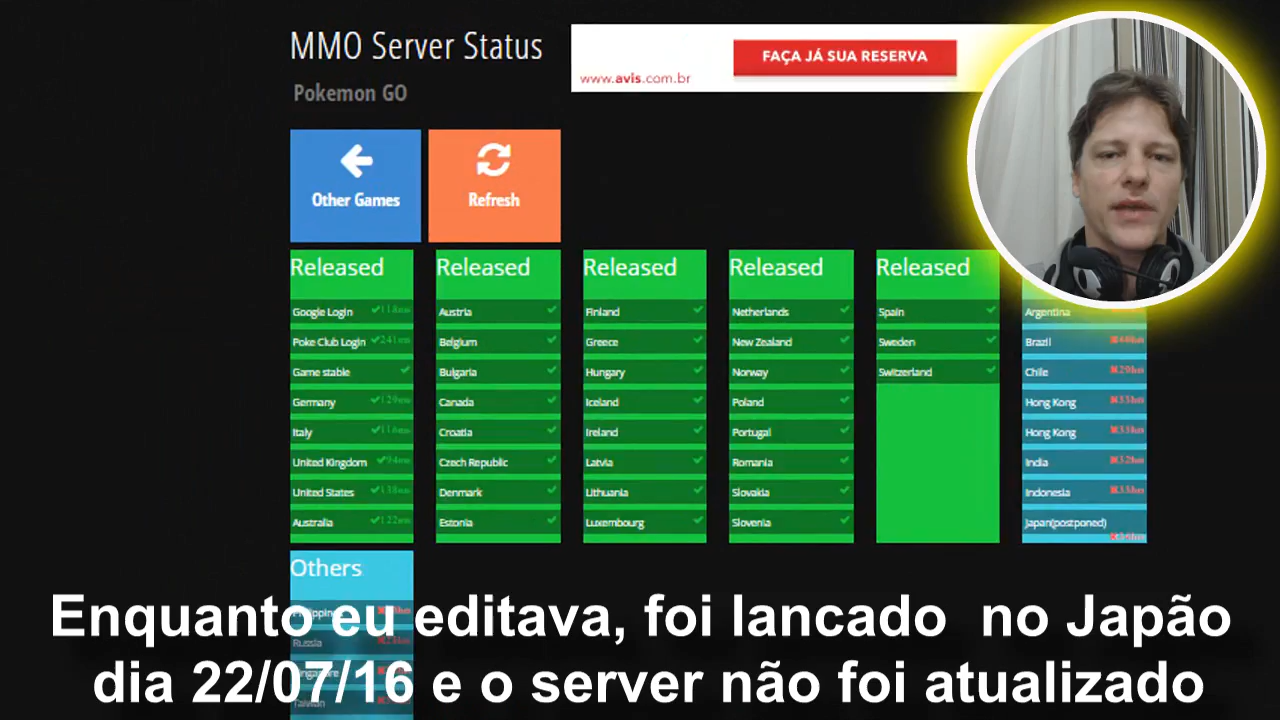 MMO Server Status
Pokemon GO
www.avis.com.br
FAÇA JÁ SUA RESERVA
Other Games
Refresh
Released
Google Login
Poke Club Login
Game stable
Germany
Italy
United Kingdom
United States
Australia
Released
Austria
Belgium
Bulgaria
Canada
Croatia
Czech Republic
Denmark
Estonia
Released
Finland
Greece
Hungary
Iceland
Ireland
Latvia
Lithuania
Luxembourg
Released
Netherlands
New Zealand
Norway
Poland
Portugal
Romania
Slovakia
Slovenia
Released
Spain
Sweden
Switzerland
Argentina
Brazil
Chile
Hong Kong
Hong Kong
India
Indonesia
Japan(postponed)
Others
Russia
Taiwan
Enquanto eu editava, foi lancado no Japão
dia 22/07/16 e o server não foi atualizado